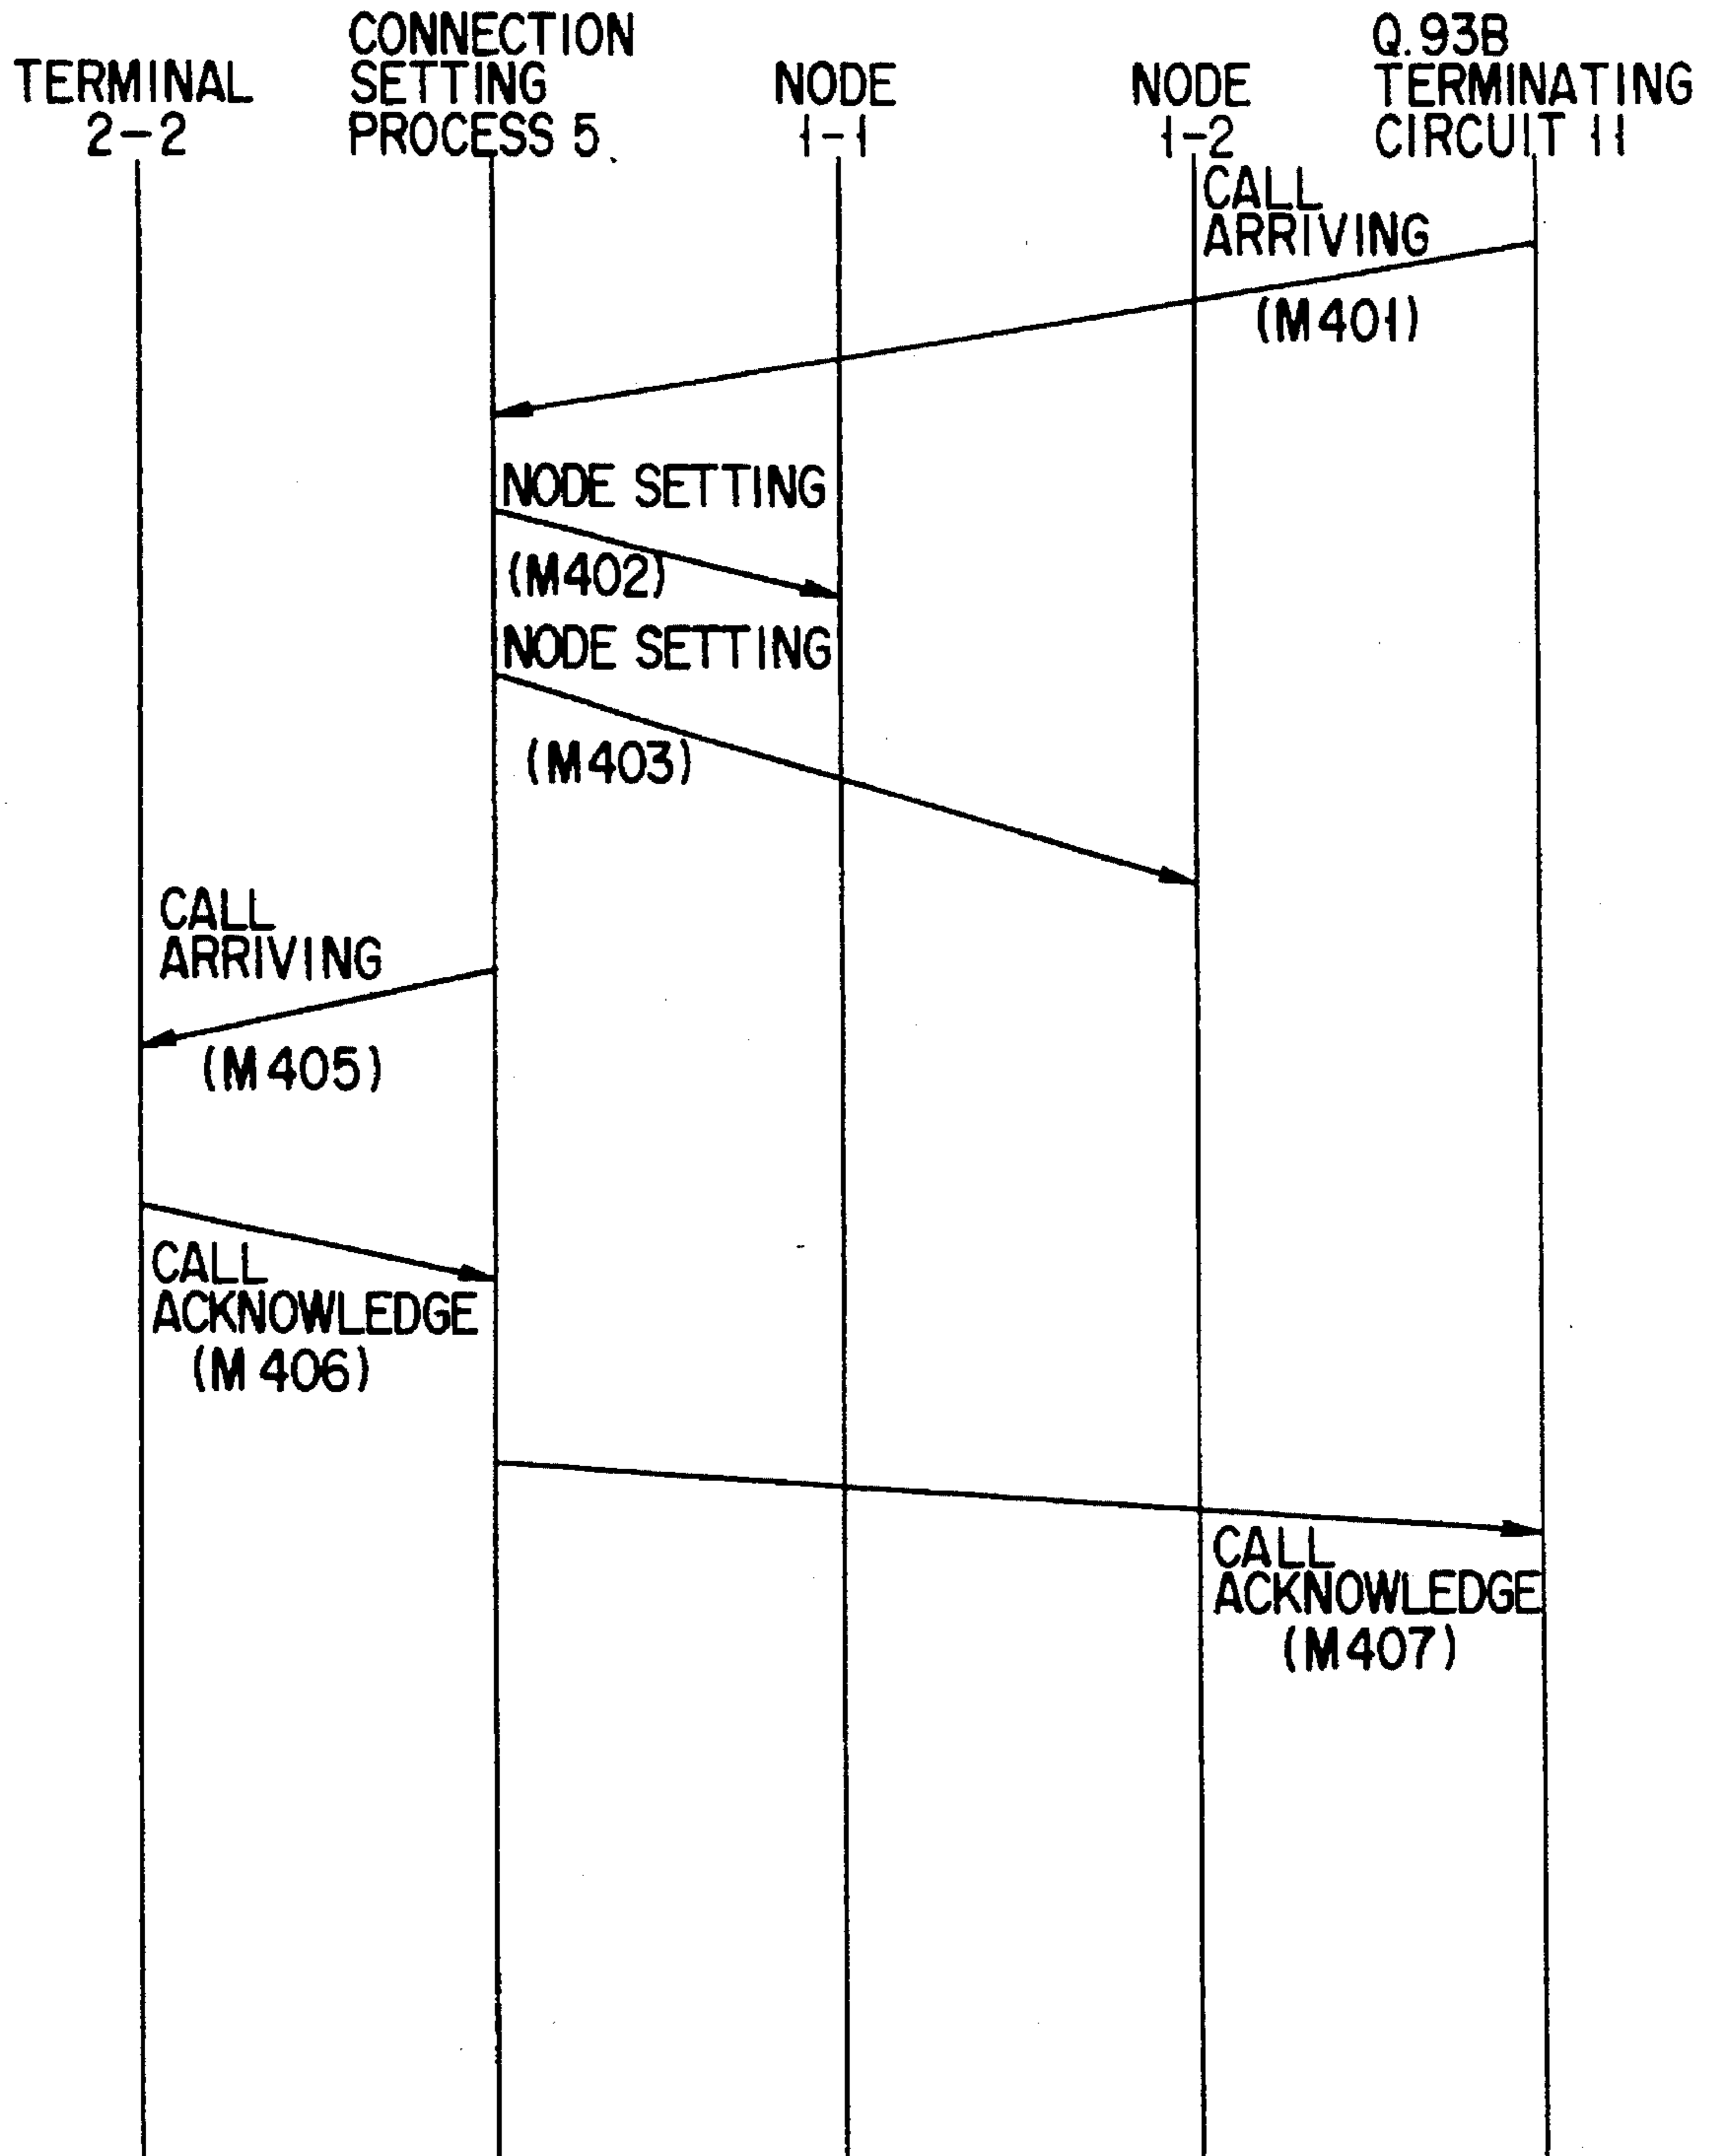 TERMINAL
2-2
CONNECTION
SETTING
PROCESS 5
NODE
1-1
NODE
1-2
Q.93B
TERMINATING
CIRCUIT 11
CALL
ARRIVING
(M401)
NODE SETTING
(M402)
NODE SETTING
(M403)
CALL
ARRIVING
(M405)
CALL
ACKNOWLEDGE
(M406)
CALL
ACKNOWLEDGE
(M407)